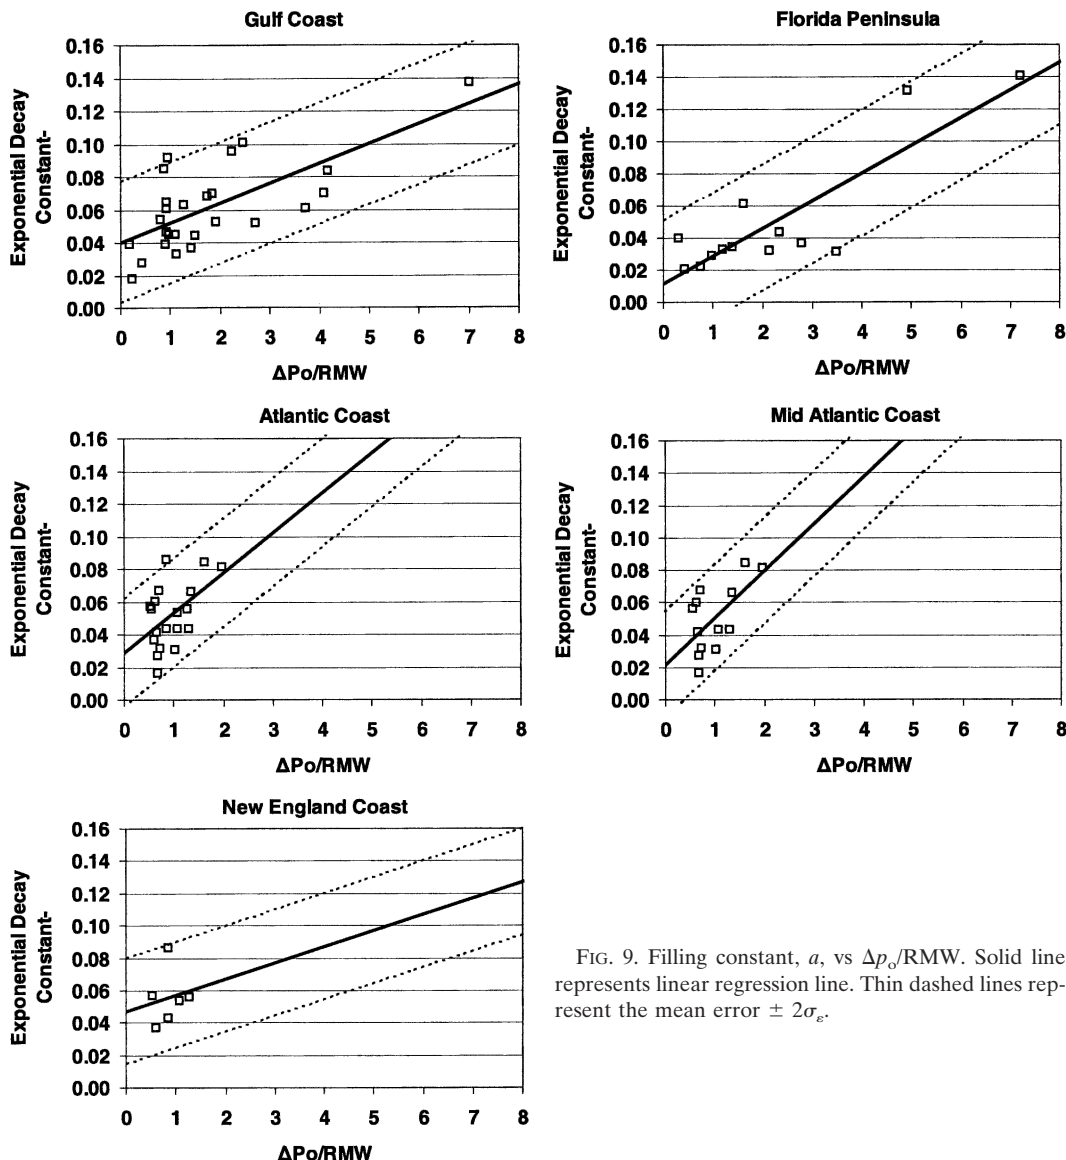 Gulf Coast
0.16
0.14
0.12
0.10
0.08
0.06
0.04
0.02
0.00
Exponential Decay
Constant-
0 1 2 3 4 5 6 7 8
ΔPo/RMW
Florida Peninsula
0.16
0.14
0.12
0.10
0.08
0.06
0.04
0.02
0.00
Exponential Decay
Constant-
0 1 2 3 4 5 6 7 8
ΔPo/RMW
Atlantic Coast
0.16
0.14
0.12
0.10
0.08
0.06
0.04
0.02
0.00
Exponential Decay
Constant-
0 1 2 3 4 5 6 7 8
ΔPo/RMW
Mid Atlantic Coast
0.16
0.14
0.12
0.10
0.08
0.06
0.04
0.02
0.00
Exponential Decay
Constant-
0 1 2 3 4 5 6 7 8
ΔPo/RMW
New England Coast
0.16
0.14
0.12
0.10
0.08
0.06
0.04
0.02
0.00
Exponential Decay
Constant-
0 1 2 3 4 5 6 7 8
ΔPo/RMW
FIG. 9. Filling constant, a, vs Δpₒ/RMW. Solid line
represents linear regression line. Thin dashed lines rep-
resent the mean error ± 2σε.